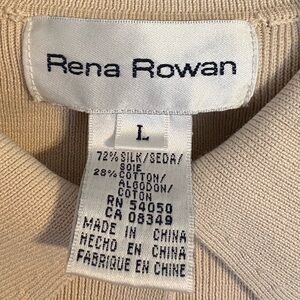 Rena Rowan
L
72% SILK/SEDA/
SOIE
28% COTTON/
ALGODON/
COTON
RN 54050
CA 08349
MADE IN CHINA
HECHO EN CHINA
FABRIQUE EN CHINE